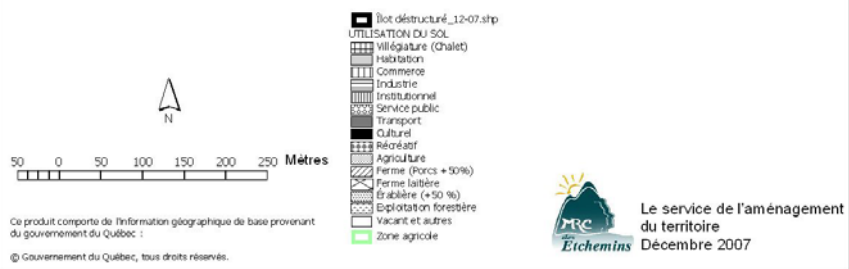 Îlot déstructuré_12-07.shp
UTILISATION DU SOL
Villégiature (Chalet)
Habitation
Commerce
Industrie
Institutionnel
Service public
Transport
Culturel
Récréatif
Agriculture
Ferme (Porcs +50%)
Ferme laitière
Érablière (+50 %)
Exploitation forestière
Vacant et autres
Zone agricole
N
50 0 50 100 150 200 250 Métres
Ce produit comporte de l'information géographique de base provenant
du gouvernement du Québec :
© Gouvernement du Québec, tous droits réservés.
MRC
des
Etchemins
Le service de l'aménagement
du territoire
Décembre 2007